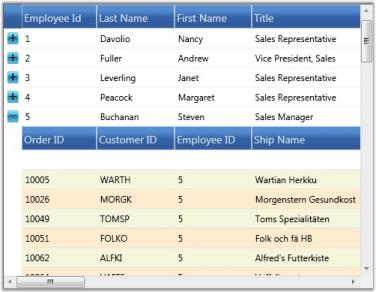 Employee Id Last Name First Name Title
1 Davolio Nancy Sales Representative
2 Fuller Andrew Vice President, Sales
3 Leverling Janet Sales Representative
4 Peacock Margaret Sales Representative
5 Buchanan Steven Sales Manager
Order ID Customer ID Employee ID Ship Name
10005 WARTH 5 Wartian Herkku
10026 MORGK 5 Morgenstern Gesundkost
10049 TOMSP 5 Toms Spezialitäten
10051 FOLKO 5 Folk och fä HB
10062 ALFKI 5 Alfred's Futterkiste